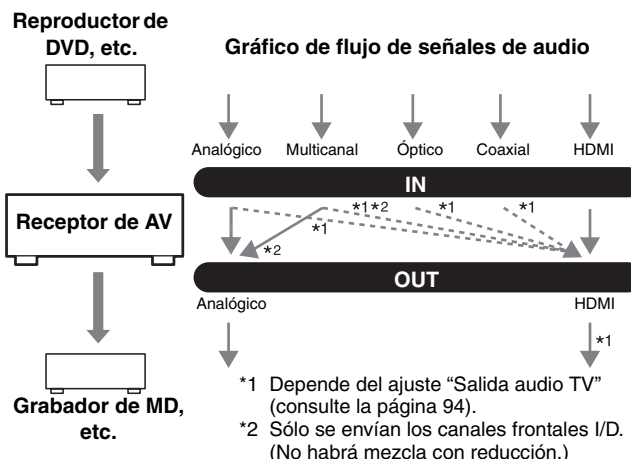 Reproductor de
DVD, etc.
Gráfico de flujo de señales de audio
Analógico Multicanal Óptico Coaxial HDMI
IN
Receptor de AV
*1*2 *1 *1
*1
*2
OUT
Analógico HDMI
*1
Grabador de MD,
etc.
*1 Depende del ajuste “Salida audio TV”
(consulte la página 94).
*2 Sólo se envían los canales frontales I/D.
(No habrá mezcla con reducción.)